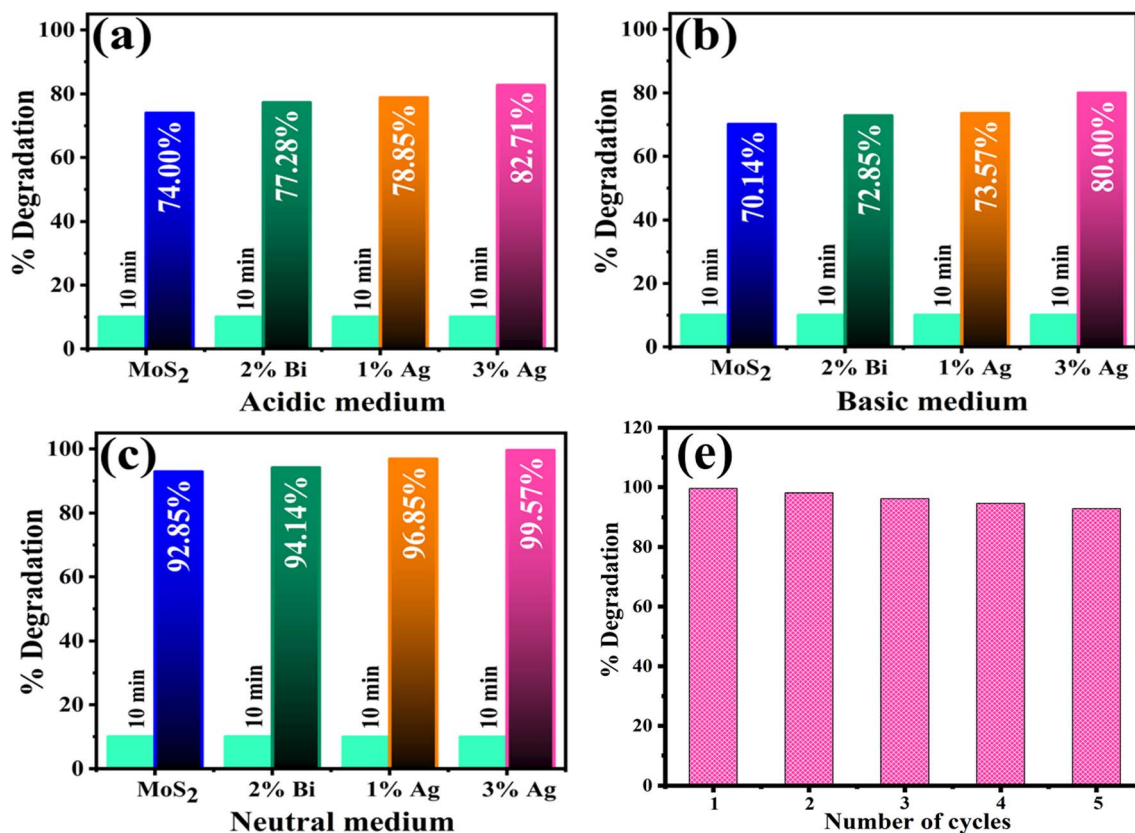 (a)
% Degradation
100
80
60
40
20
0
10 min
74.00%
10 min
77.28%
10 min
78.85%
10 min
82.71%
MoS2 2% Bi 1% Ag 3% Ag
Acidic medium
(b)
% Degradation
100
80
60
40
20
0
10 min
70.14%
10 min
72.85%
10 min
73.57%
10 min
80.00%
MoS2 2% Bi 1% Ag 3% Ag
Basic medium
(c)
% Degradation
100
80
60
40
20
0
10 min
92.85%
10 min
94.14%
10 min
96.85%
10 min
99.57%
MoS2 2% Bi 1% Ag 3% Ag
Neutral medium
(e)
% Degradation
120
100
80
60
40
20
0
1 2 3 4 5
Number of cycles